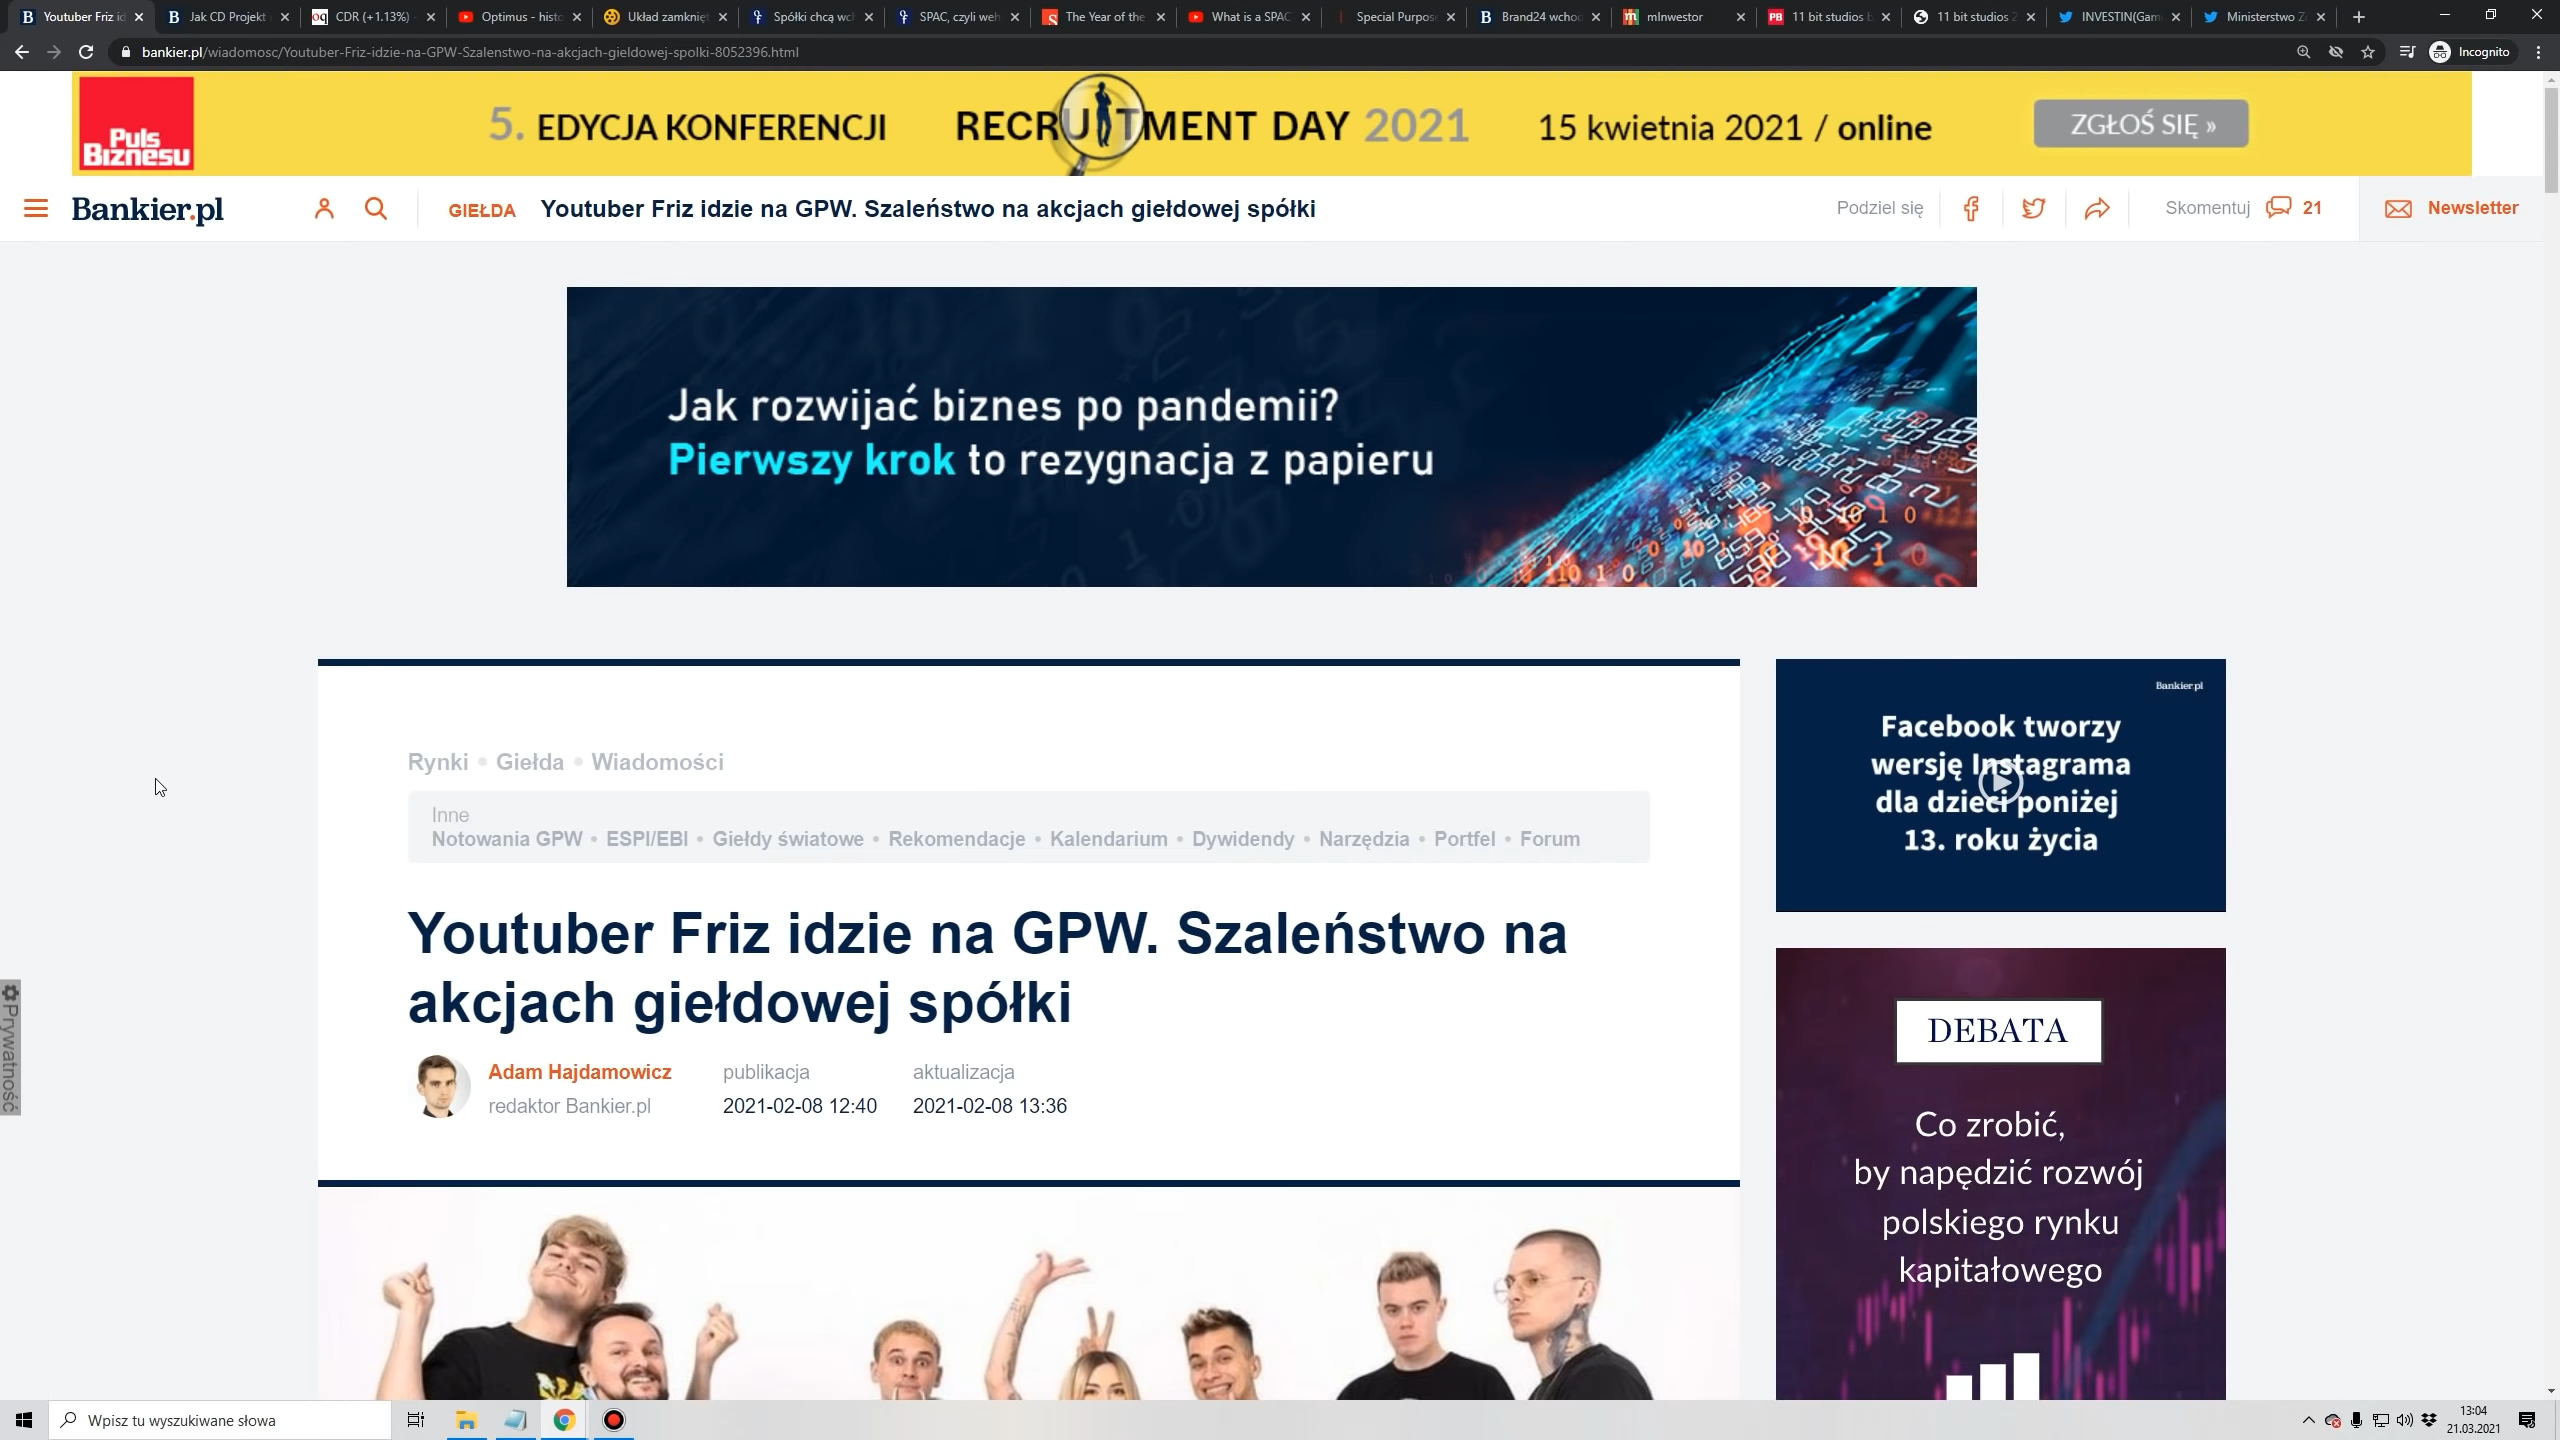 Youtuber Friz id
Jak CD Projekt
CDR (+1.13%)
Optimus - histo
Układ zamknięt
Spółki chcą wch
SPAC, czyli weh
The Year of the
What is a SPAC
Special Purpos
Brand24 wchod
mInwestor
11 bit studios b
11 bit studios 2
INVESTIN(Gam
Ministerstwo Z
bankier.pl/wiadomosc/Youtuber-Friz-idzie-na-GPW-Szalenstwo-na-akcjach-gieldowej-spolki-8052396.html
Incognito
Puls
Biznesu
5. EDYCJA KONFERENCJI
RECRUITMENT DAY 2021
15 kwietnia 2021 / online
ZGŁOŚ SIĘ »
Bankier.pl
GIEŁDA
Youtuber Friz idzie na GPW. Szaleństwo na akcjach giełdowej spółki
Podziel się
Skomentuj
21
Newsletter
Jak rozwijać biznes po pandemii?
Pierwszy krok to rezygnacja z papieru
Rynki • Giełda • Wiadomości
Inne
Notowania GPW • ESPI/EBI • Giełdy światowe • Rekomendacje • Kalendarium • Dywidendy • Narzędzia • Portfel • Forum
Youtuber Friz idzie na GPW. Szaleństwo na
akcjach giełdowej spółki
Adam Hajdamowicz
redaktor Bankier.pl
publikacja
2021-02-08 12:40
aktualizacja
2021-02-08 13:36
Bankier.pl
Facebook tworzy
wersję Instagrama
dla dzieci poniżej
13. roku życia
DEBATA
Co zrobić,
by napędzić rozwój
polskiego rynku
kapitałowego
Prywatność
Wpisz tu wyszukiwane słowa
13:04
21.03.2021